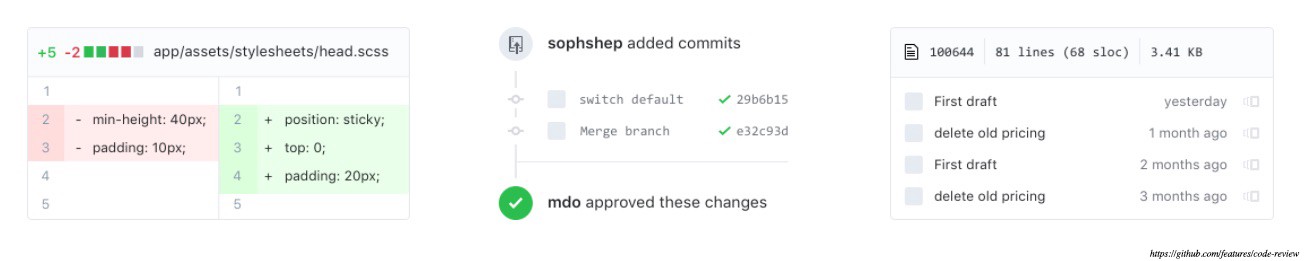 +5 -2 app/assets/stylesheets/head.scss
1 1
2 - min-height: 40px; 2 + position: sticky;
3 - padding: 10px; 3 + top: 0;
4 4 + padding: 20px;
5 5
sophshep added commits
switch default 29b6b15
Merge branch e32c93d
mdo approved these changes
100644 81 lines (68 sloc) 3.41 KB
First draft yesterday
delete old pricing 1 month ago
First draft 2 months ago
delete old pricing 3 months ago
https://github.com/features/code-review